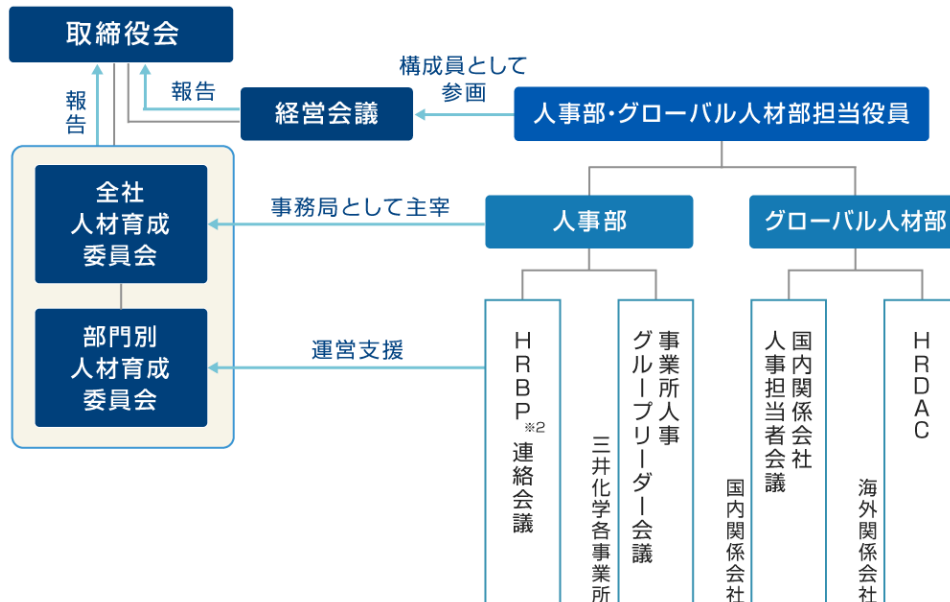 取締役会
報告
報告
経営会議
構成員として
参画
人事部・グローバル人材部担当役員
全社
人材育成
委員会
事務局として主宰
人事部
グローバル人材部
部門別
人材育成
委員会
運営支援
HRBP※2連絡会議
三井化学各事業所
事業所人事
グループリーダー会議
国内関係会社
国内関係会社
人事担当者会議
海外関係会社
HRDAC